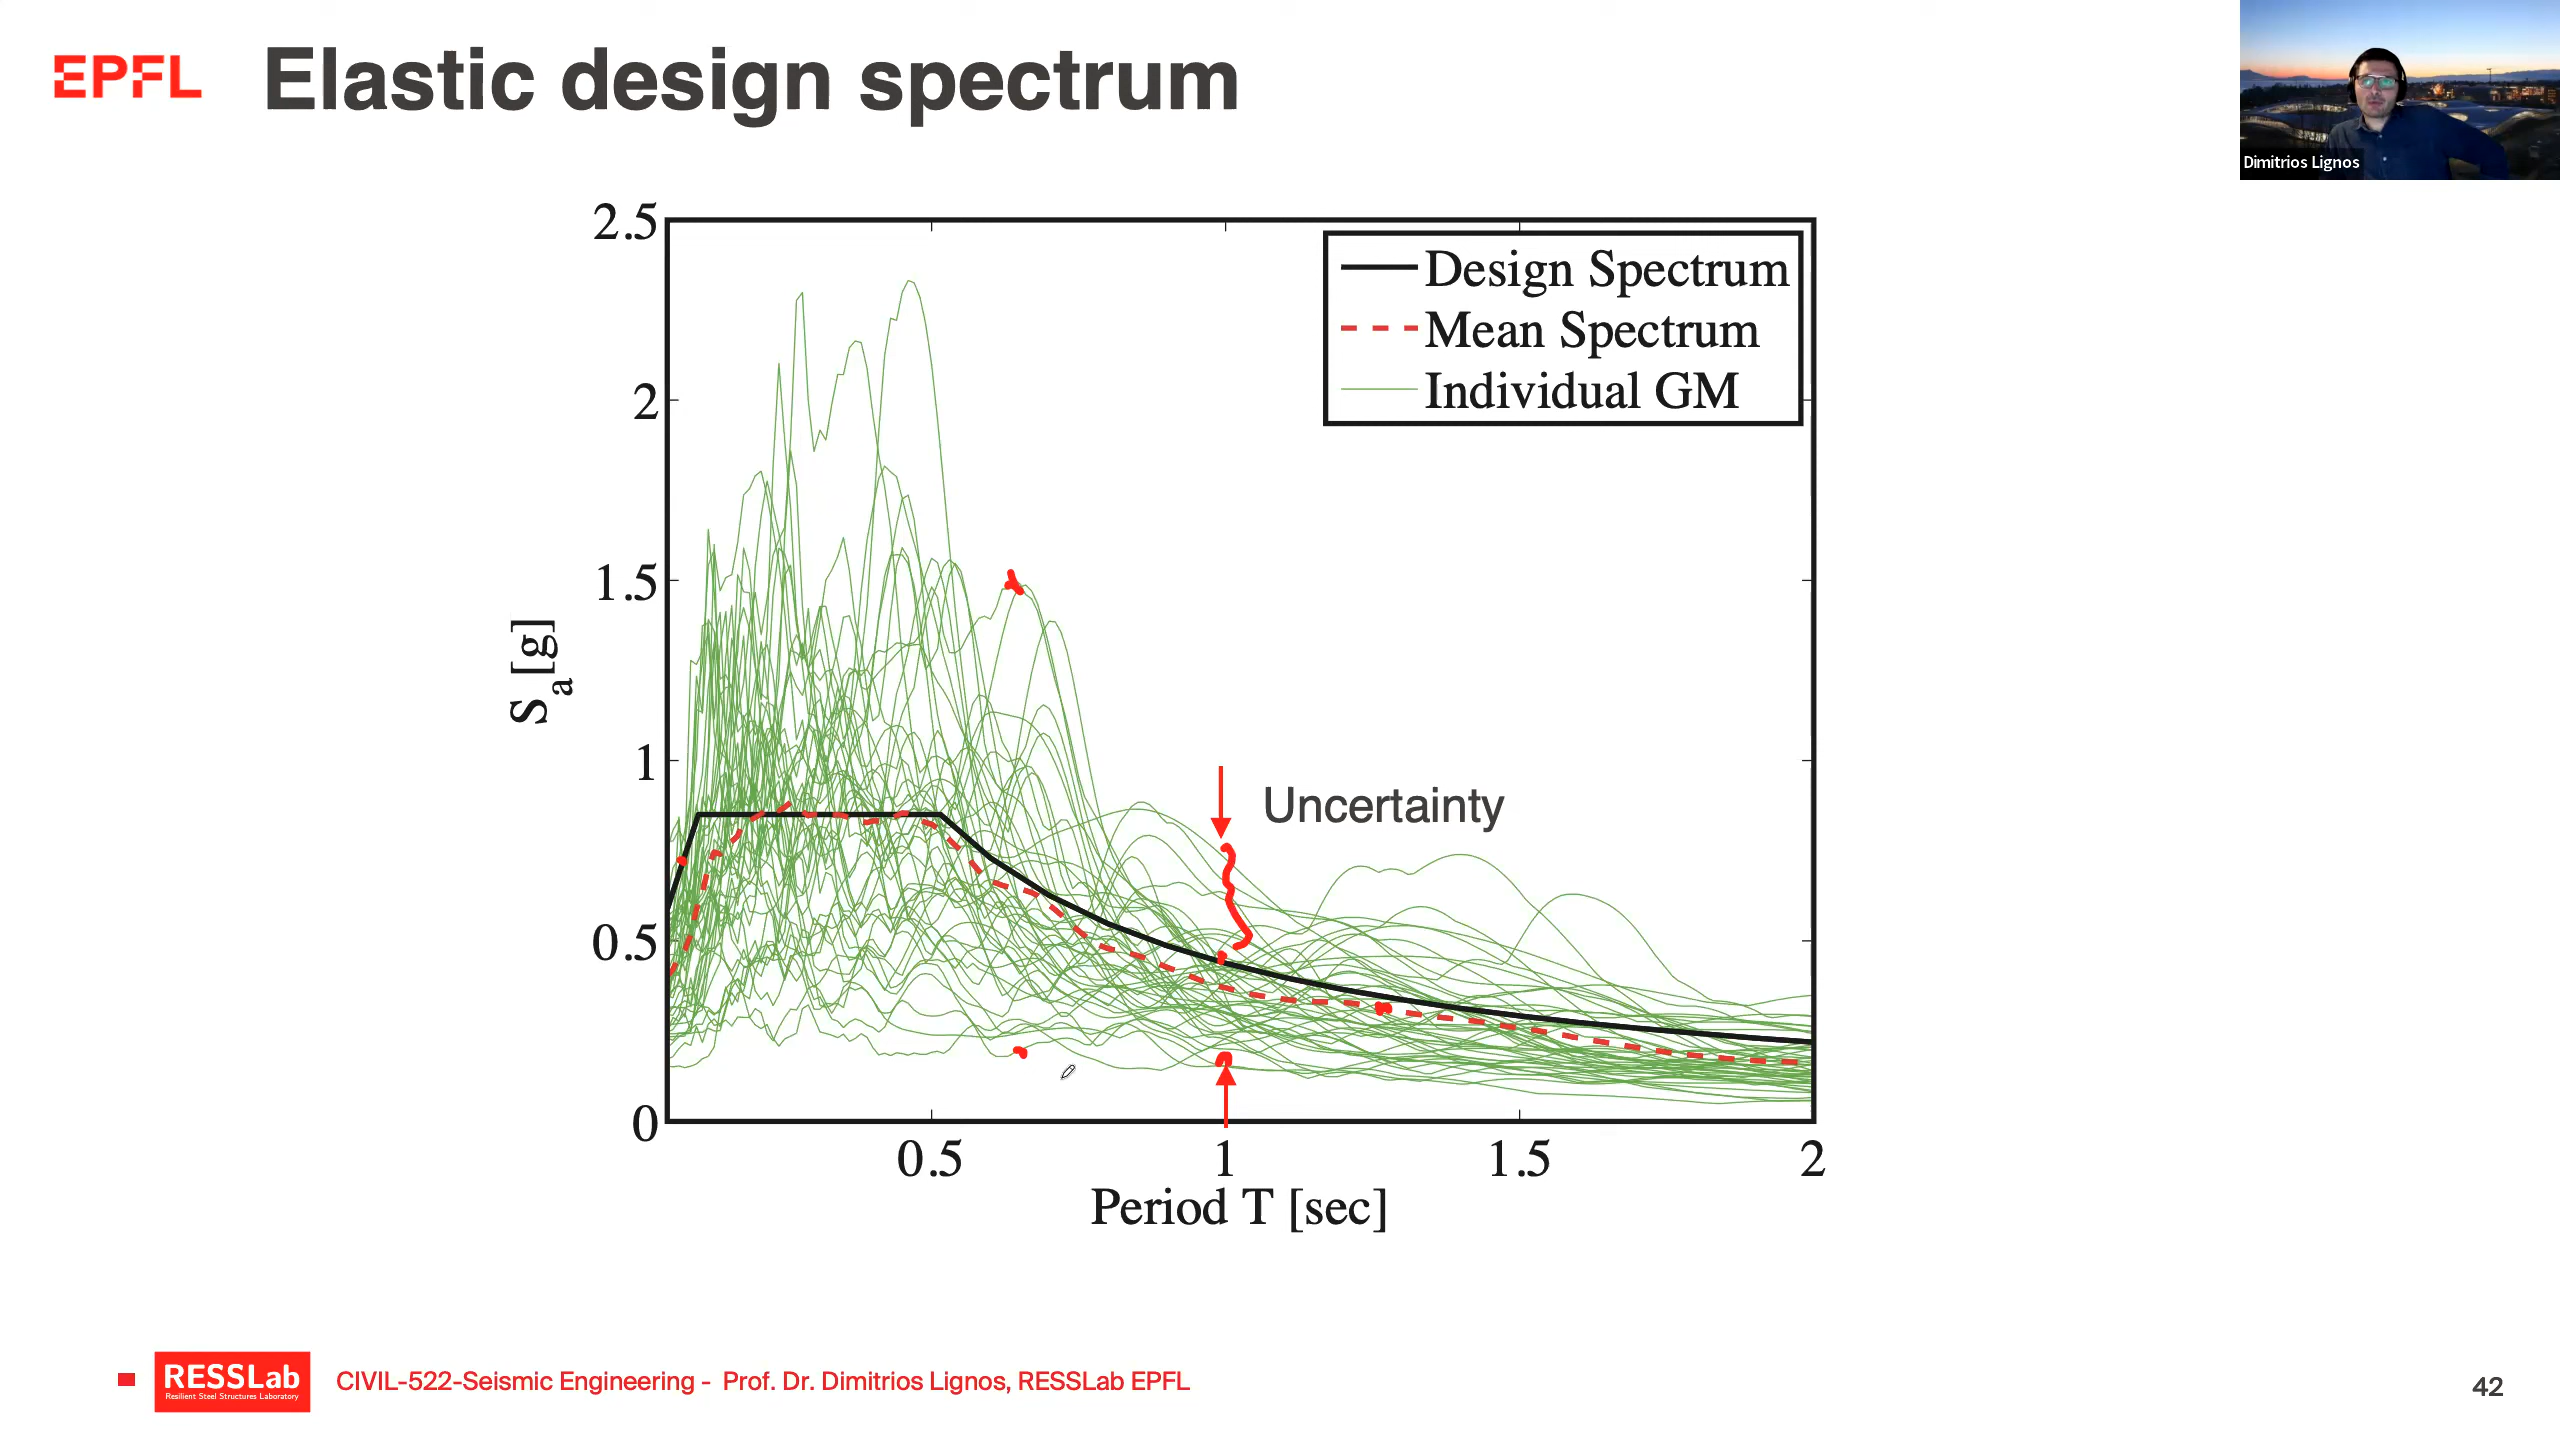 EPFL
Elastic design spectrum
Dimitrios Lignos
2.5
2
1.5
1
0.5
0
Sa [g]
Design Spectrum
Mean Spectrum
Individual GM
Uncertainty
0.5 1 1.5 2
Period T [sec]
RESSLab
Resilient Steel Structures Laboratory
CIVIL-522-Seismic Engineering - Prof. Dr. Dimitrios Lignos, RESSLab EPFL
42